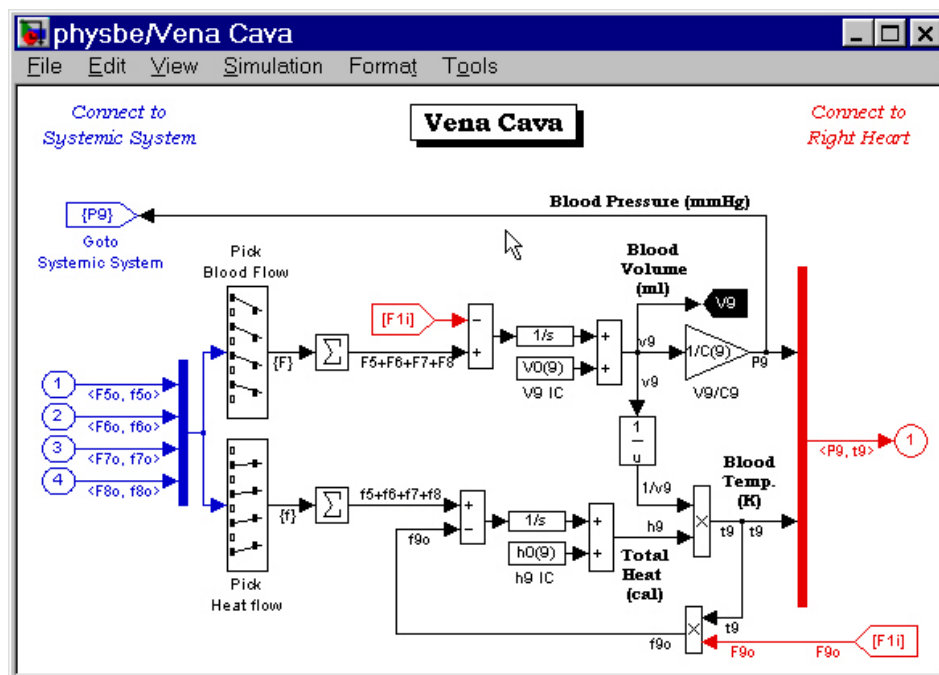 physbe/Vena Cava
File Edit View Simulation Format Tools
Connect to
Systemic System
Vena Cava
Connect to
Right Heart
{P9}
Goto
Systemic System
Blood Pressure (mmHg)
Pick
Blood Flow
Blood
Volume
(ml)
V9
[F1i]
−
+
{F}
Σ
F5+F6+F7+F8
1/s
V0(9)
V9 IC
+
+
v9
v9
1/C(9)
V9/C9
P9
1
<F5o, f5o>
2
<F6o, f6o>
3
<F7o, f7o>
4
<F8o, f8o>
<P9, t9>
1
1
u
1/v9
Blood
Temp.
(K)
{f}
Σ
f5+f6+f7+f8
+
−
f9o
1/s
h0(9)
h9 IC
+
+
h9
×
t9
t9
Total
Heat
(cal)
Pick
Heat flow
f9o
×
t9
F9o
F9o
[F1i]